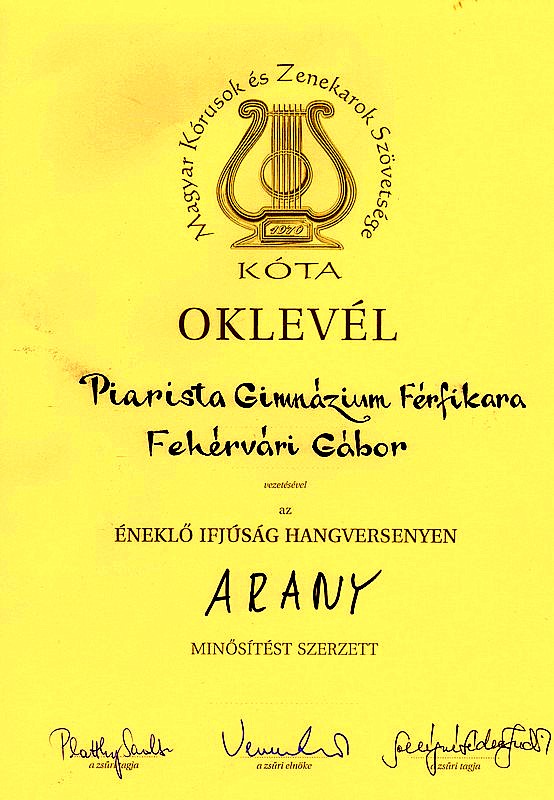 Magyar Kórusok és Zenekarok Szövetsége
1970
KÓTA
OKLEVÉL
Piarista Gimnázium Férfikara
Fehérvári Gábor
vezetésével
az
ÉNEKLŐ IFJÚSÁG HANGVERSENYEN
ARANY
MINŐSÍTÉST SZERZETT
a zsűri tagja
a zsűri elnöke
a zsűri tagja